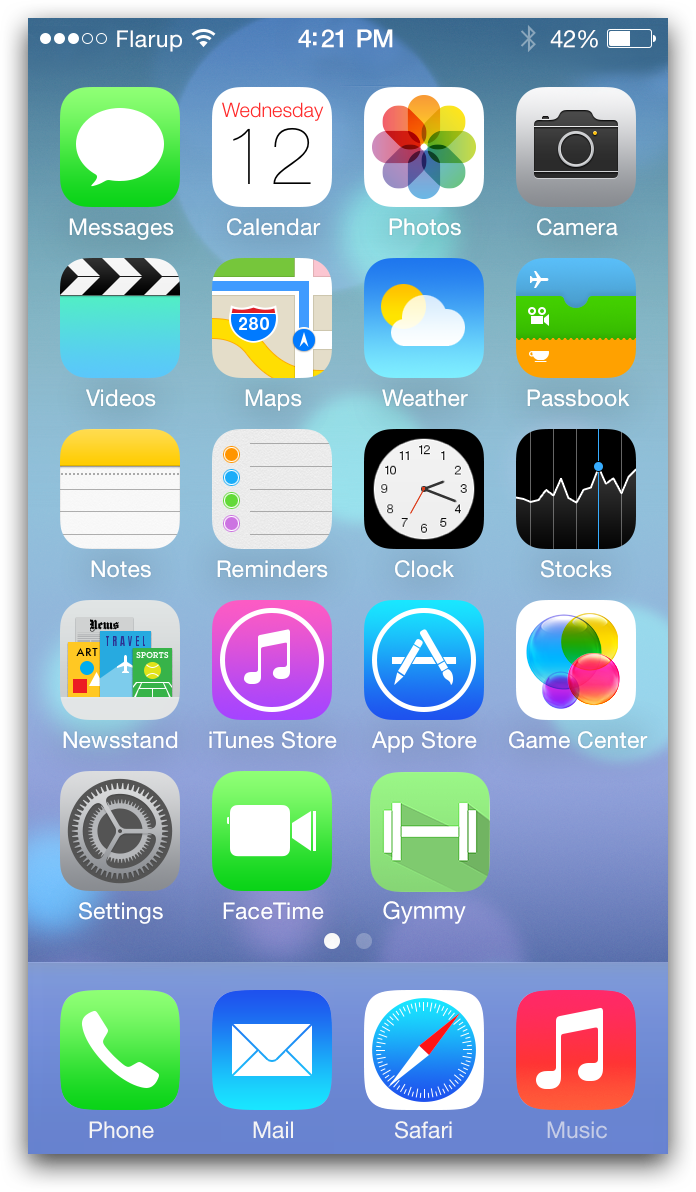 Flarup 4:21 PM 42%
Wednesday
12
Messages Calendar Photos Camera
280
Videos Maps Weather Passbook
12
11 1
10 2
9 3
8 4
7 5
6
Notes Reminders Clock Stocks
News
TRAVEL
ART
SPORTS
Newsstand iTunes Store App Store Game Center
Settings FaceTime Gymmy
Phone Mail Safari Music